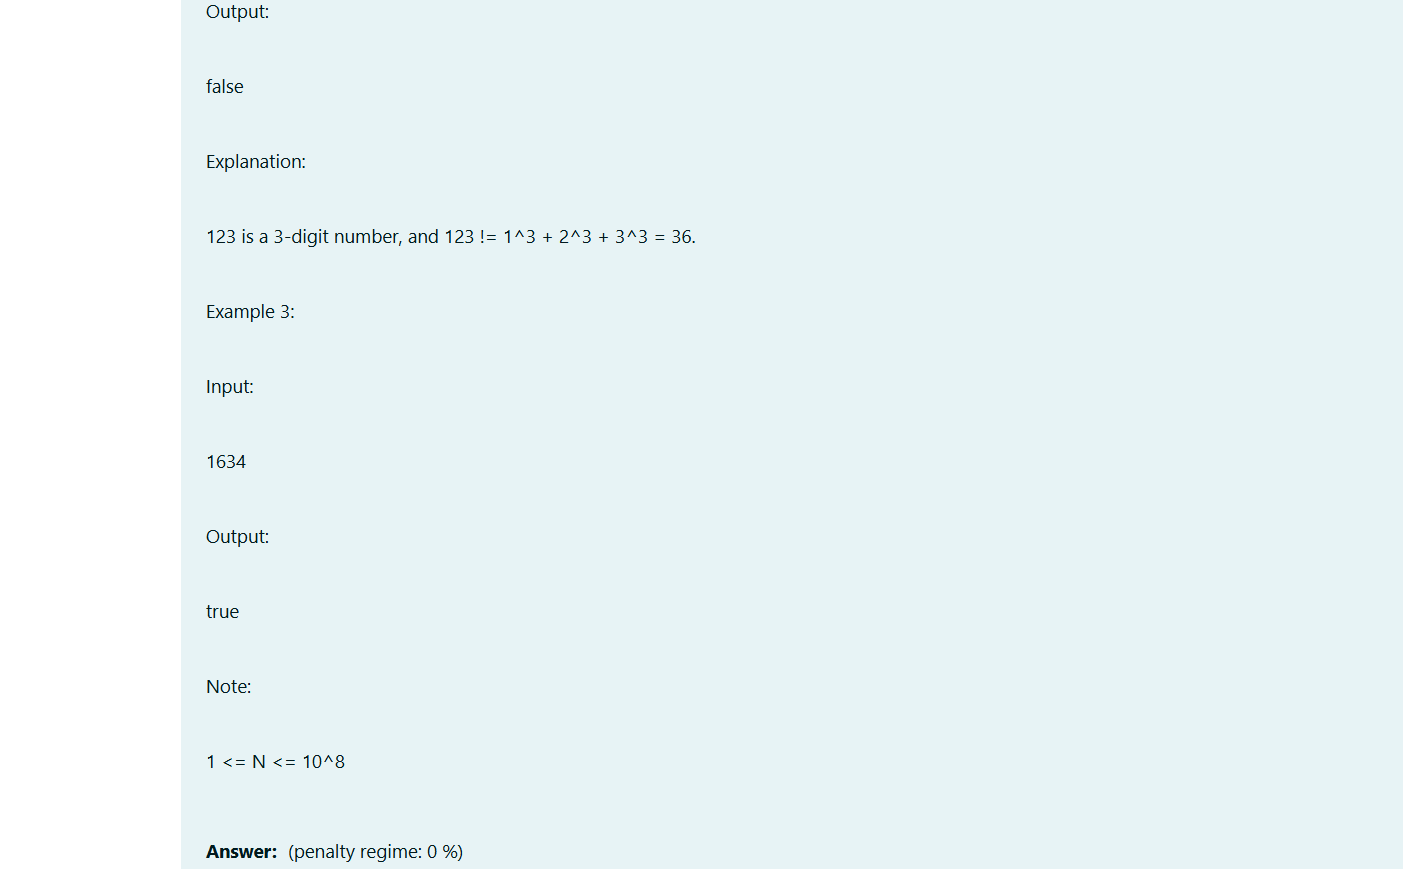 Output:
false
Explanation:
123 is a 3-digit number, and 123 != 1^3 + 2^3 + 3^3 = 36.
Example 3:
Input:
1634
Output:
true
Note:
1 <= N <= 10^8
Answer: (penalty regime: 0 %)